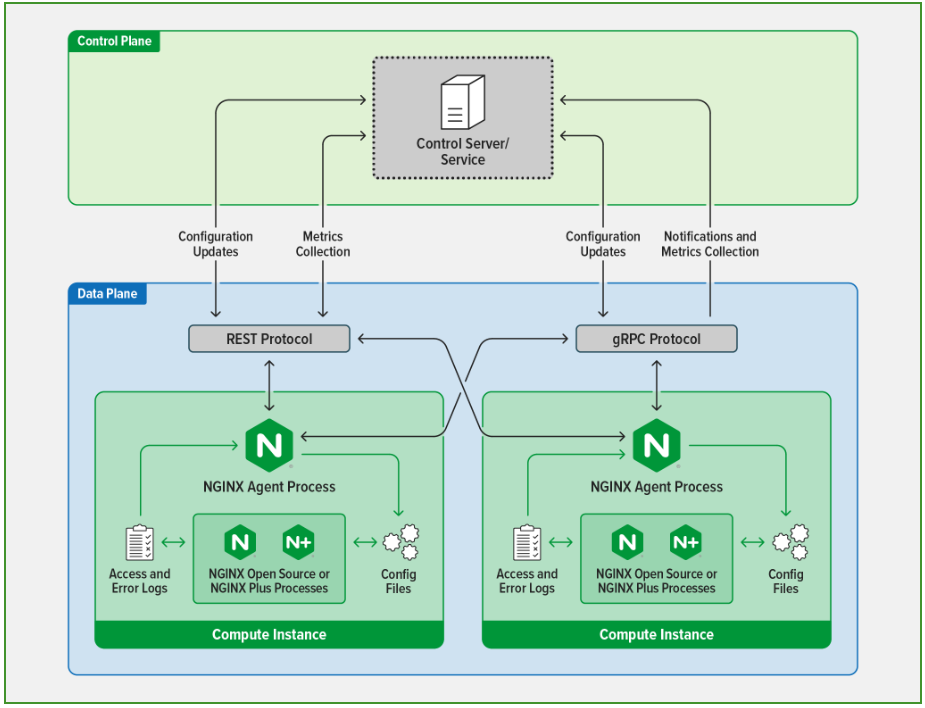 Control Plane
Control Server/
Service
Configuration
Updates
Metrics
Collection
Configuration
Updates
Notifications and
Metrics Collection
Data Plane
REST Protocol
gRPC Protocol
N
NGINX Agent Process
Access and
Error Logs
N
N+
NGINX Open Source or
NGINX Plus Processes
Config
Files
Compute Instance
N
NGINX Agent Process
Access and
Error Logs
N
N+
NGINX Open Source or
NGINX Plus Processes
Config
Files
Compute Instance